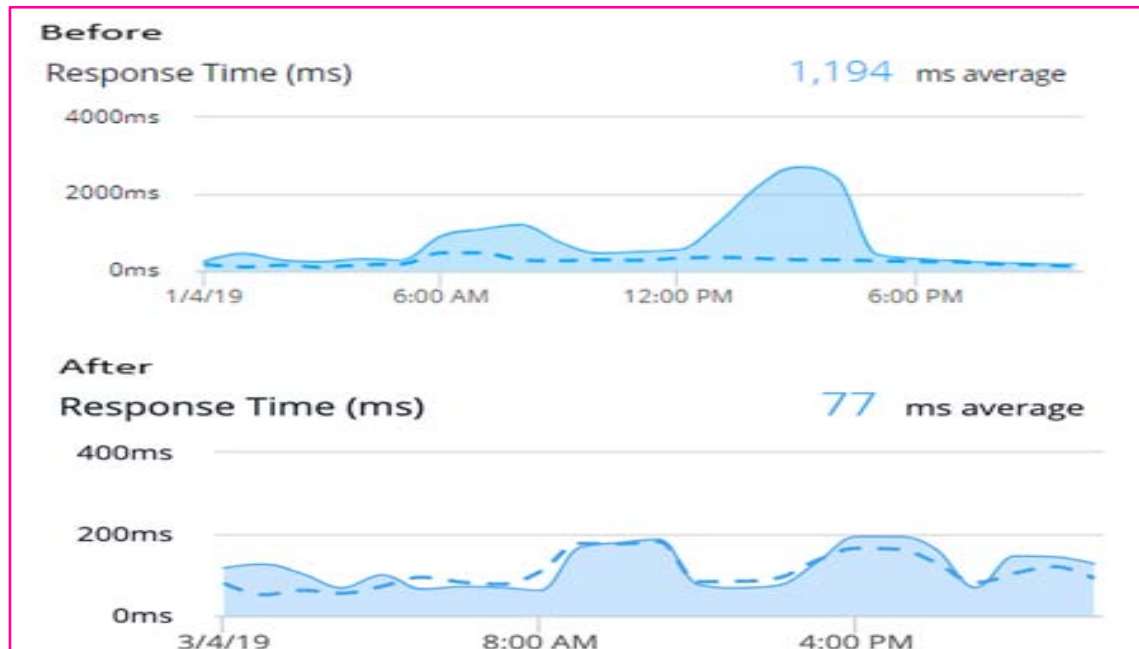 Before
Response Time (ms) 1,194 ms average
4000ms
2000ms
0ms
1/4/19 6:00 AM 12:00 PM 6:00 PM
After
Response Time (ms) 77 ms average
400ms
200ms
0ms
3/4/19 8:00 AM 4:00 PM